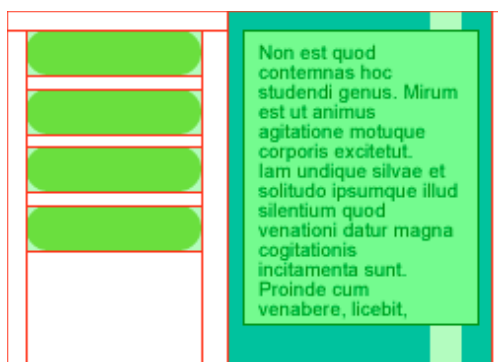 Non est quod
contemnas hoc
studendi genus. Mirum
est ut animus
agitatione motuque
corporis excitetut.
Iam undique silvae et
solitudo ipsumque illud
silentium quod
venationi datur magna
cogitationis
incitamenta sunt.
Proinde cum
venabere, licebit,